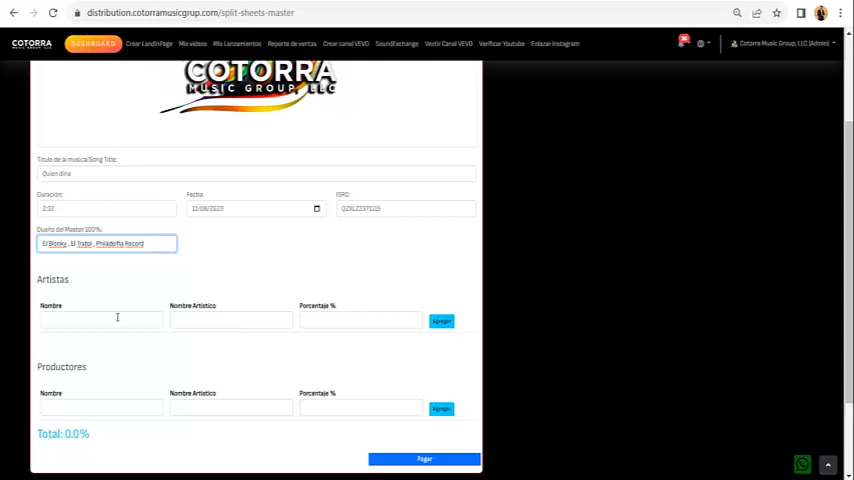 distribution.cotorramusicgrup.com/split-sheets-master
COTORRA
MUSIC GROUP, LLC
DASHBOARD
Crear LandinPage
Mis videos
Mis Lanzamientos
Reporte de ventas
Crear canal VEVO
SoundExchange
Vestir Canal VEVO
Verificar Youtube
Enlazar Instagram
Cotorra Music Group, LLC (Admin)
COTORRA
MUSIC GROUP, LLC
Titulo de la musica/Song Title:
Quien diria
Duracion:
Fecha:
ISRC:
2:32
11/08/2023
QZXLZ2371115
Dueño del Master 100%:
El Blonky , El Tratol , Philadelfia Record
Artistas
Nombre
Nombre Artistico
Porcentaje %
Agregar
Productores
Nombre
Nombre Artistico
Porcentaje %
Agregar
Total: 0.0%
Pagar